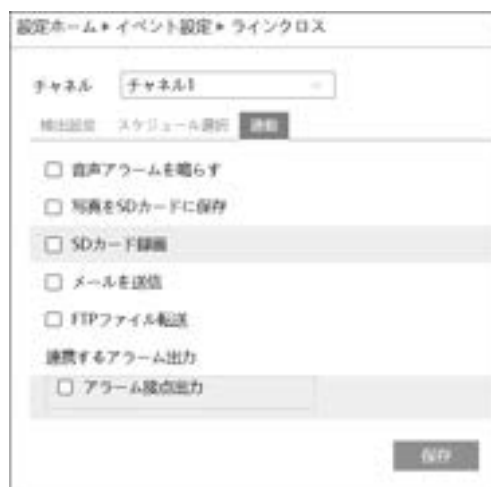 設定ホーム▶イベント設定▶ラインクロス
チャネル チャネル1
検出設定 スケジュール選択 連動
音声アラームを鳴らす
写真をSDカードに保存
SDカード録画
メールを送信
FTPファイル転送
連携するアラーム出力
アラーム接点出力
保存